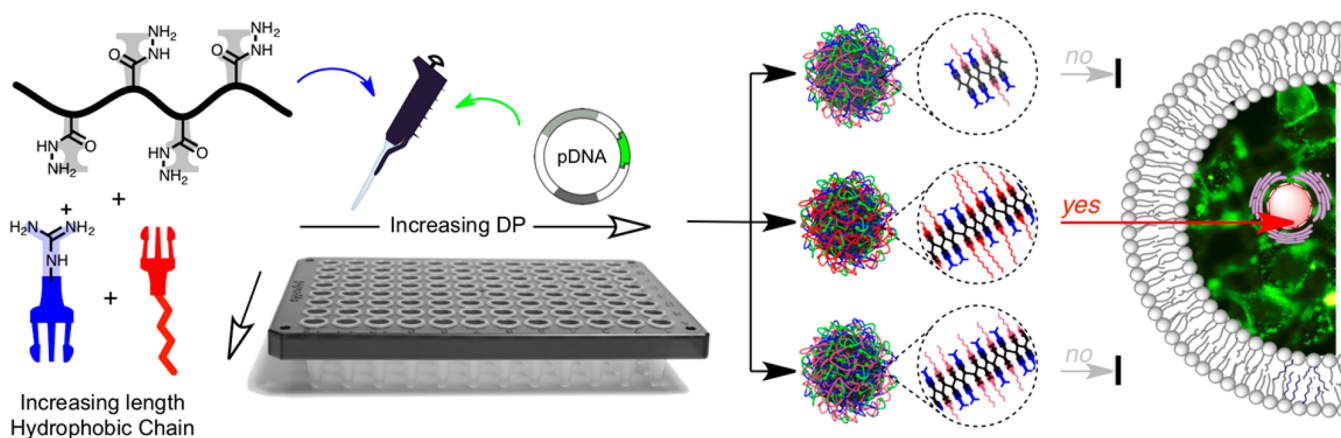 NH₂
NH₂
HN
NH
O
NH
O
HN
NH₂
O
HN
NH₂
O
+
+
H₂N
NH₂
NH
+
Increasing length
Hydrophobic Chain
pDNA
Increasing DP
no
yes
no